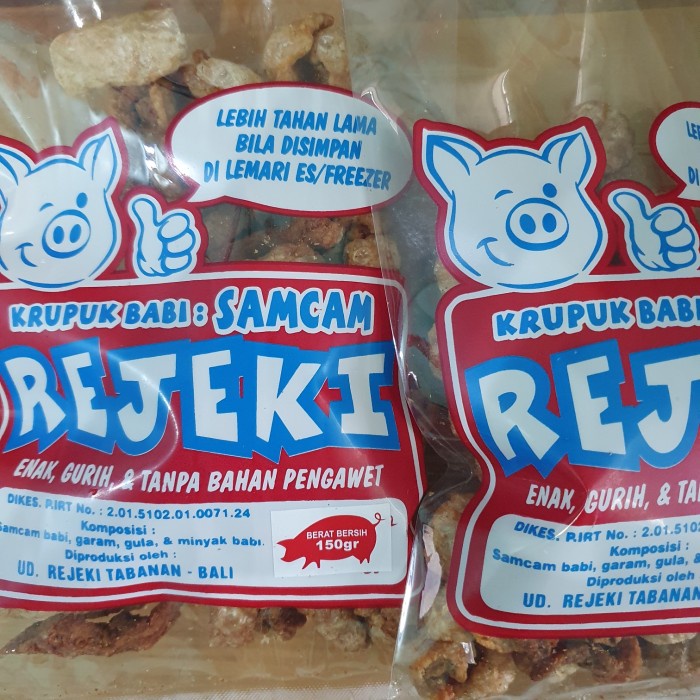 LEBIH TAHAN LAMA
BILA DISIMPAN
DI LEMARI ES/FREEZER
KRUPUK BABI : SAMCAM
REJEKI
ENAK, GURIH, & TANPA BAHAN PENGAWET
DIKES. P.IRT No. : 2.01.5102.01.0071.24
Komposisi :
Samcam babi, garam, gula, & minyak babi.
Diproduksi oleh :
UD. REJEKI TABANAN - BALI
BERAT BERSIH
150gr
KRUPUK BABI
REJ
ENAK, GURIH, & TA
DIKES. P.IRT No. : 2.01.510
Komposisi :
Samcam babi, garam, gula, &
Diproduksi oleh
UD. REJEKI TABANAN